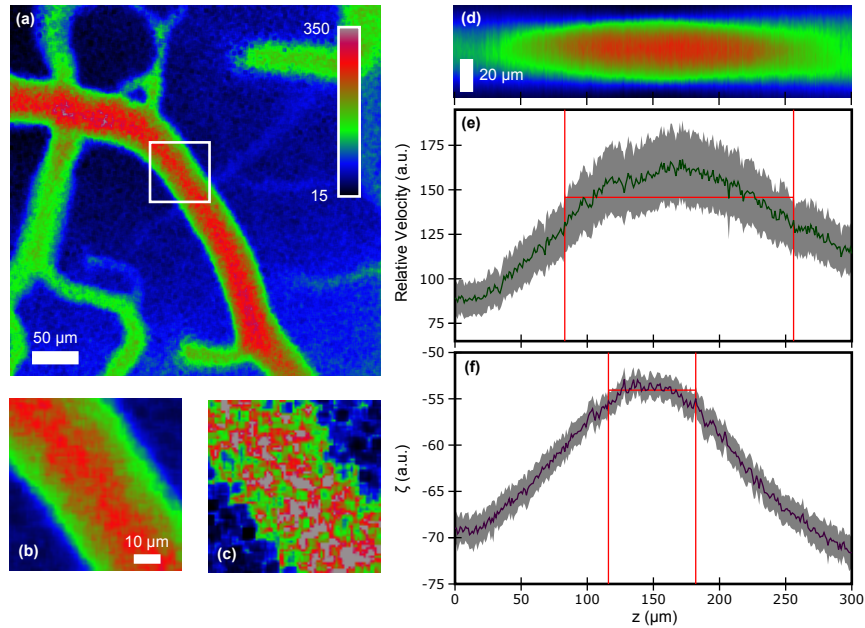 (a)
350
15
50 µm
(b)
10 µm
(c)
(d)
20 µm
(e)
Relative Velocity (a.u.)
175
150
125
100
75
(f)
ζ (a.u.)
-50
-55
-60
-65
-70
-75
0 50 100 150 200 250 300
z (µm)